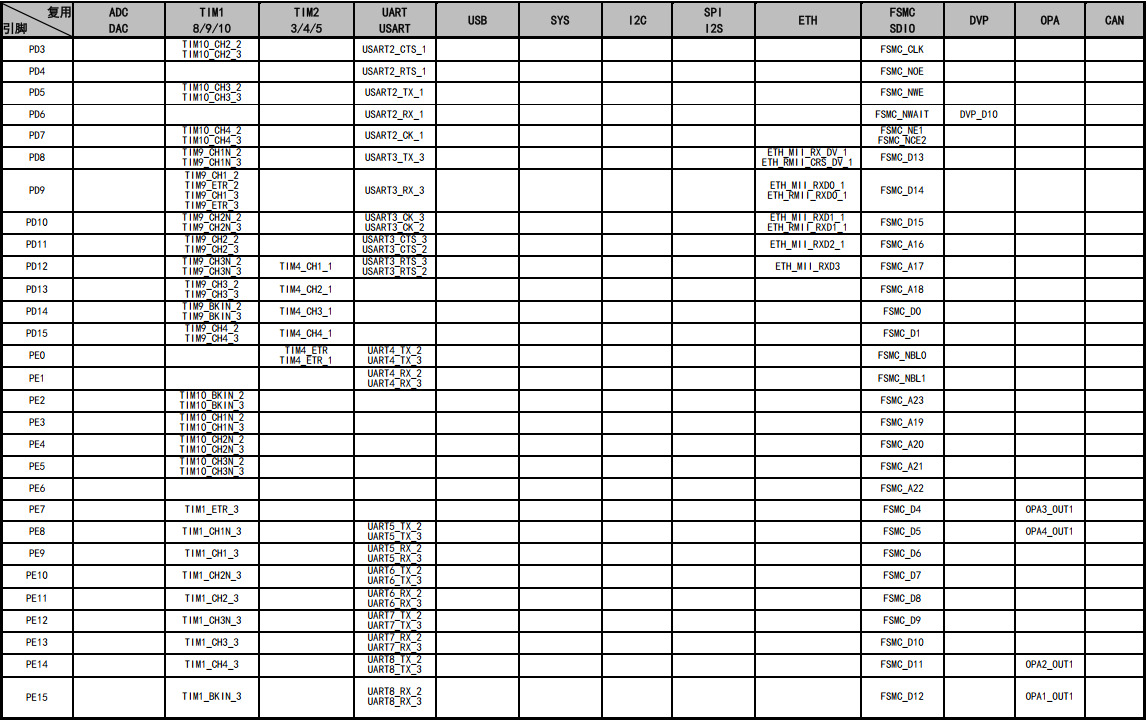 复用 ADC TIM1 TIM2 UART USB SYS I2C SPI ETH FSMC DVP OPA CAN
引脚 DAC 8/9/10 3/4/5 USART I2S SDIO
PD3 TIM10_CH2_2 USART2_CTS_1 FSMC_CLK
TIM10_CH2_3
PD4 USART2_RTS_1 FSMC_NOE
PD5 TIM10_CH3_2 USART2_TX_1 FSMC_NWE
TIM10_CH3_3
PD6 USART2_RX_1 FSMC_NWAIT DVP_D10
PD7 TIM10_CH4_2 USART2_CK_1 FSMC_NE1
TIM10_CH4_3 FSMC_NCE2
PD8 TIM9_CH1N_2 USART3_TX_3 ETH_MII_RX_DV_1 FSMC_D13
TIM9_CH1N_3 ETH_RMII_CRS_DV_1
PD9 TIM9_CH1_2 USART3_RX_3 ETH_MII_RXD0_1 FSMC_D14
TIM9_ETR_2 ETH_RMII_RXD0_1
TIM9_CH1_3
TIM9_ETR_3
PD10 TIM9_CH2N_2 USART3_CK_3 ETH_MII_RXD1_1 FSMC_D15
TIM9_CH2N_3 USART3_CK_2 ETH_RMII_RXD1_1
PD11 TIM9_CH2_2 USART3_CTS_3 ETH_MII_RXD2_1 FSMC_A16
TIM9_CH2_3 USART3_CTS_2
PD12 TIM9_CH3N_2 TIM4_CH1_1 USART3_RTS_3 ETH_MII_RXD3 FSMC_A17
TIM9_CH3N_3 USART3_RTS_2
PD13 TIM9_CH3_2 TIM4_CH2_1 FSMC_A18
TIM9_CH3_3
PD14 TIM9_BKIN_2 TIM4_CH3_1 FSMC_D0
TIM9_BKIN_3
PD15 TIM9_CH4_2 TIM4_CH4_1 FSMC_D1
TIM9_CH4_3
PE0 TIM4_ETR UART4_TX_2 FSMC_NBL0
TIM4_ETR_1 UART4_TX_3
PE1 UART4_RX_2 FSMC_NBL1
UART4_RX_3
PE2 TIM10_BKIN_2 FSMC_A23
TIM10_BKIN_3
PE3 TIM10_CH1N_2 FSMC_A19
TIM10_CH1N_3
PE4 TIM10_CH2N_2 FSMC_A20
TIM10_CH2N_3
PE5 TIM10_CH3N_2 FSMC_A21
TIM10_CH3N_3
PE6 FSMC_A22
PE7 TIM1_ETR_3 FSMC_D4 OPA3_OUT1
PE8 TIM1_CH1N_3 UART5_TX_2 FSMC_D5 OPA4_OUT1
UART5_TX_3
PE9 TIM1_CH1_3 UART5_RX_2 FSMC_D6
UART5_RX_3
PE10 TIM1_CH2N_3 UART6_TX_2 FSMC_D7
UART6_TX_3
PE11 TIM1_CH2_3 UART6_RX_2 FSMC_D8
UART6_RX_3
PE12 TIM1_CH3N_3 UART7_TX_2 FSMC_D9
UART7_TX_3
PE13 TIM1_CH3_3 UART7_RX_2 FSMC_D10
UART7_RX_3
PE14 TIM1_CH4_3 UART8_TX_2 FSMC_D11 OPA2_OUT1
UART8_TX_3
PE15 TIM1_BKIN_3 UART8_RX_2 FSMC_D12 OPA1_OUT1
UART8_RX_3